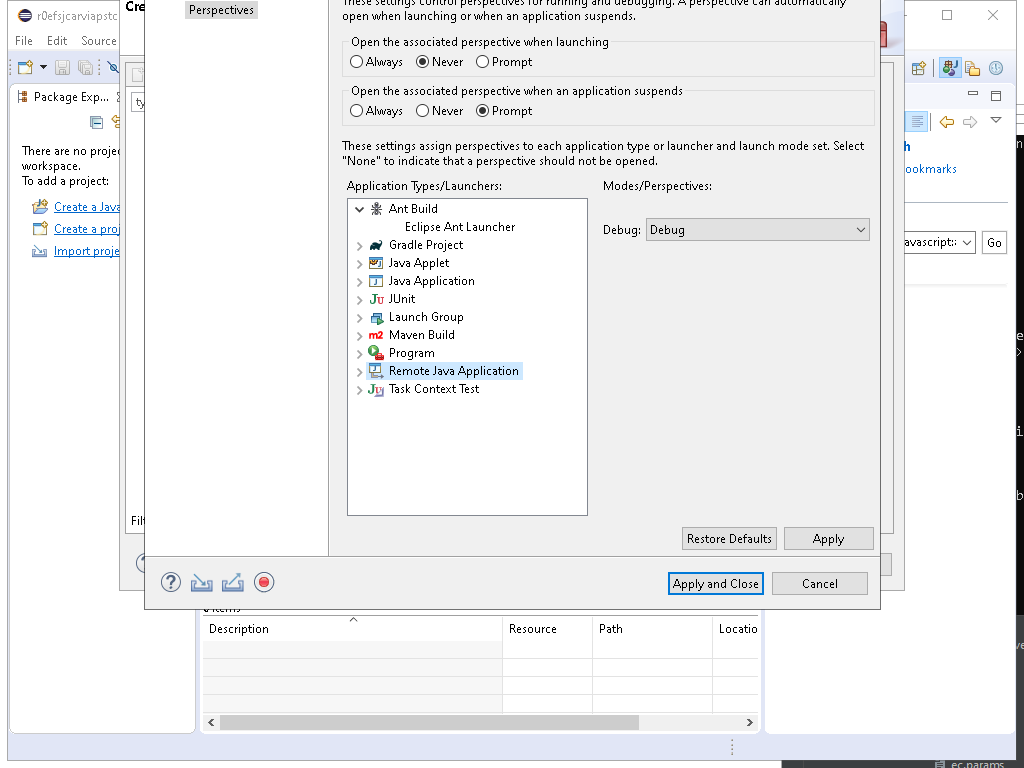 r0efsjcarviapstc
Cre
File Edit Source
Package Exp...
There are no proje
workspace.
To add a project:
Create a Java
Create a proj
Import proje
ty
Filt
Perspectives
These settings control perspectives for running and debugging. A perspective can automatically
open when launching or when an application suspends.
Open the associated perspective when launching
Always Never Prompt
Open the associated perspective when an application suspends
Always Never Prompt
These settings assign perspectives to each application type or launcher and launch mode set. Select
"None" to indicate that a perspective should not be opened.
Application Types/Launchers:
Modes/Perspectives:
Ant Build
Eclipse Ant Launcher
Gradle Project
Java Applet
Java Application
JUnit
Launch Group
Maven Build
Program
Remote Java Application
Task Context Test
Debug: Debug
Restore Defaults Apply
Apply and Close Cancel
h
ookmarks
avascript:
Go
items
Description Resource Path Locatio
ec.params